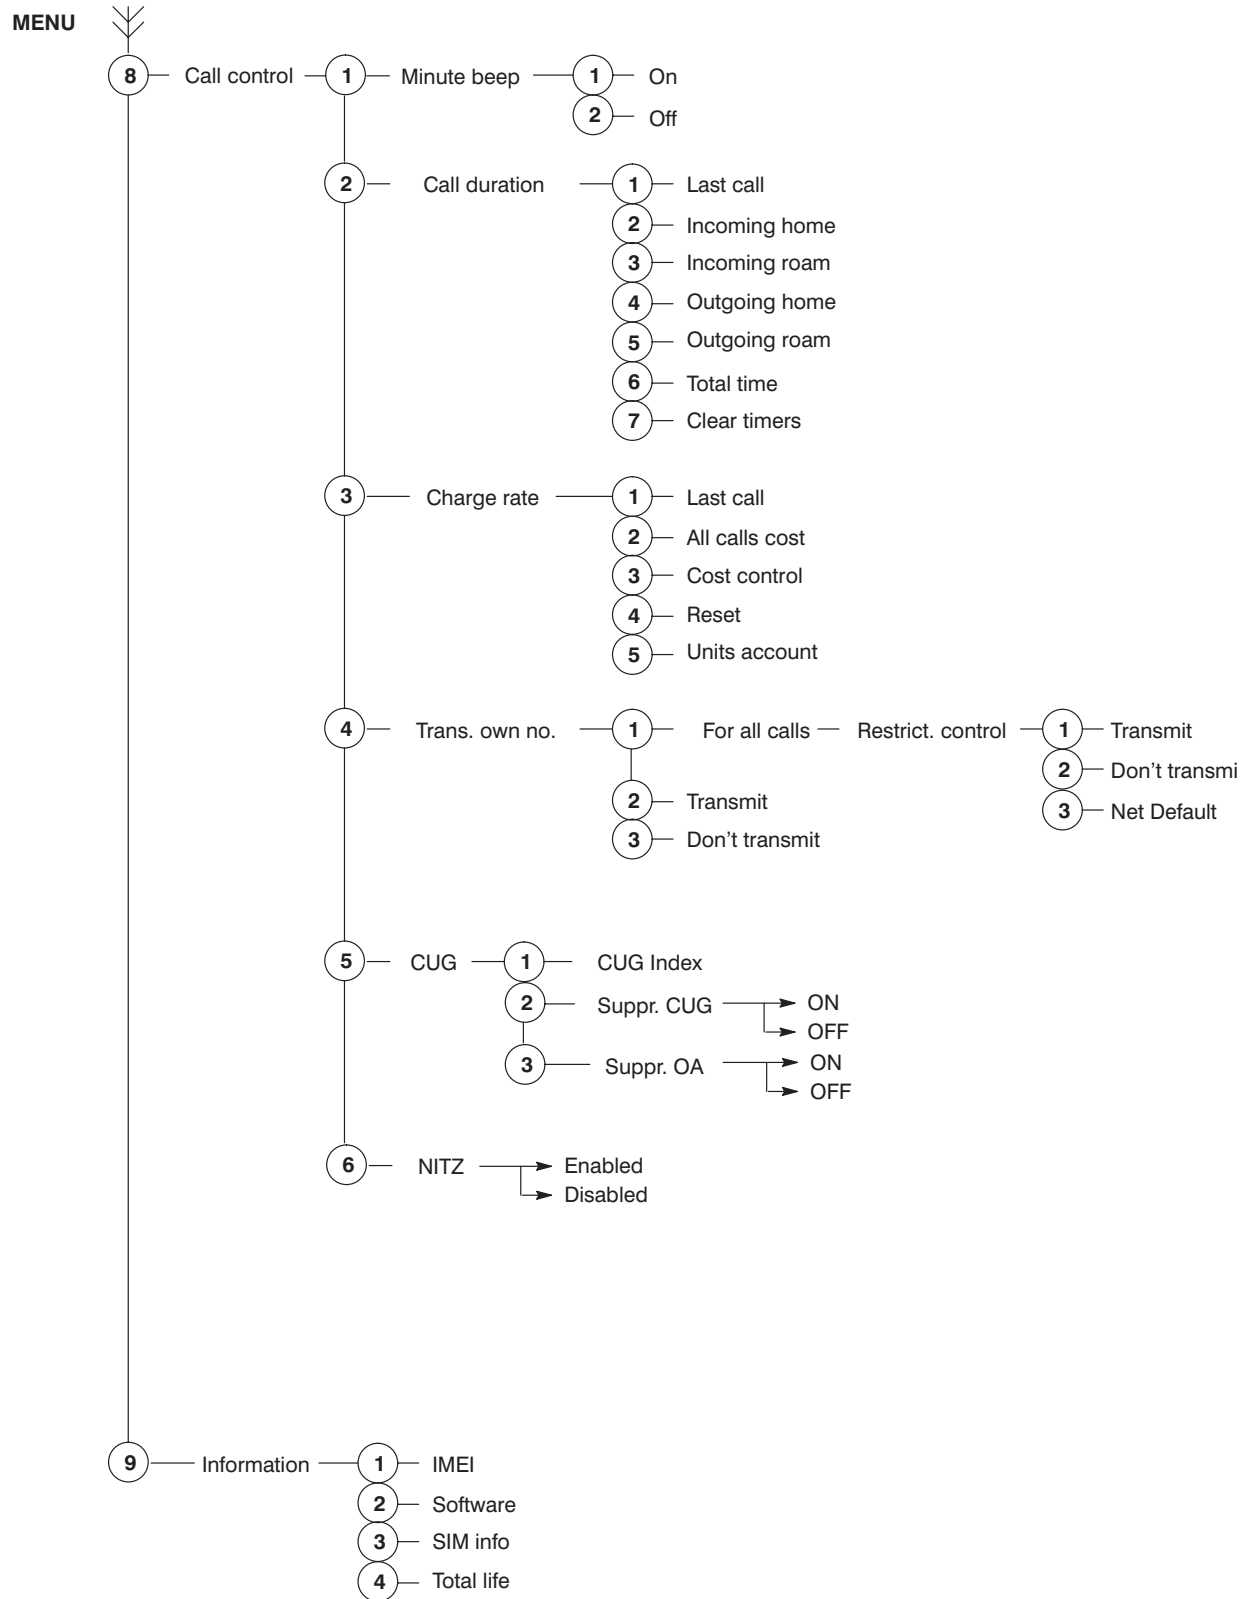 MENU
8 Call control 1 Minute beep 1 On
2 Off
2 Call duration 1 Last call
2 Incoming home
3 Incoming roam
4 Outgoing home
5 Outgoing roam
6 Total time
7 Clear timers
3 Charge rate 1 Last call
2 All calls cost
3 Cost control
4 Reset
5 Units account
4 Trans. own no. 1 For all calls Restrict. control 1 Transmit
2 Don't transmi
3 Net Default
2 Transmit
3 Don't transmit
5 CUG 1 CUG Index
2 Suppr. CUG ON
OFF
3 Suppr. OA ON
OFF
6 NITZ Enabled
Disabled
9 Information 1 IMEI
2 Software
3 SIM info
4 Total life